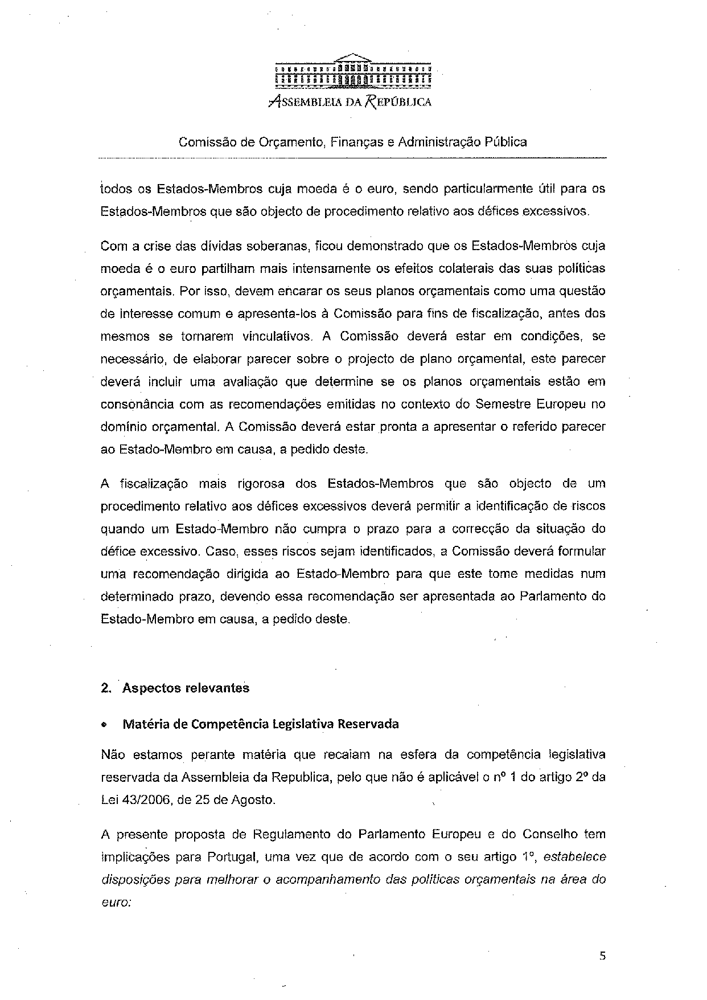 ASSEMBLEIA DA REPÚBLICA
Comissão de Orçamento, Finanças e Administração Pública
todos os Estados-Membros cuja moeda é o euro, sendo particularmente útil para os
Estados-Membros que são objecto de procedimento relativo aos défices excessivos.
Com a crise das dívidas soberanas, ficou demonstrado que os Estados-Membros cuja
moeda é o euro partilham mais intensamente os efeitos colaterais das suas políticas
orçamentais. Por isso, devem encarar os seus planos orçamentais como uma questão
de interesse comum e apresenta-los à Comissão para fins de fiscalização, antes dos
mesmos se tornarem vinculativos. A Comissão deverá estar em condições, se
necessário, de elaborar parecer sobre o projecto de plano orçamental, este parecer
deverá incluir uma avaliação que determine se os planos orçamentais estão em
consonância com as recomendações emitidas no contexto do Semestre Europeu no
domínio orçamental. A Comissão deverá estar pronta a apresentar o referido parecer
ao Estado-Membro em causa, a pedido deste.
A fiscalização mais rigorosa dos Estados-Membros que são objecto de um
procedimento relativo aos défices excessivos deverá permitir a identificação de riscos
quando um Estado-Membro não cumpra o prazo para a correcção da situação do
défice excessivo. Caso, esses riscos sejam identificados, a Comissão deverá formular
uma recomendação dirigida ao Estado-Membro para que este tome medidas num
determinado prazo, devendo essa recomendação ser apresentada ao Parlamento do
Estado-Membro em causa, a pedido deste.
2. Aspectos relevantes
• Matéria de Competência Legislativa Reservada
Não estamos perante matéria que recaiam na esfera da competência legislativa
reservada da Assembleia da Republica, pelo que não é aplicável o nº 1 do artigo 2º da
Lei 43/2006, de 25 de Agosto.
A presente proposta de Regulamento do Parlamento Europeu e do Conselho tem
implicações para Portugal, uma vez que de acordo com o seu artigo 1º, estabelece
disposições para melhorar o acompanhamento das políticas orçamentais na área do
euro:
5